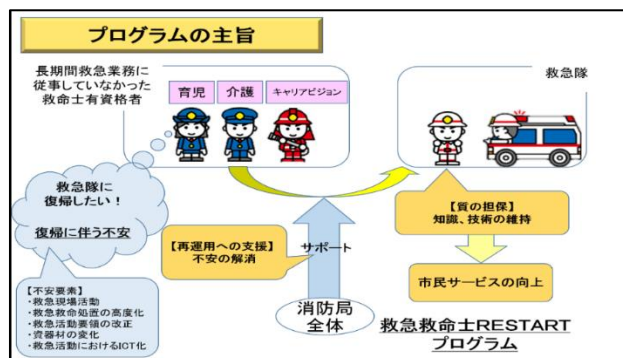 プログラムの主旨
長期間救急業務に
従事していなかった
救命士有資格者
育児
介護
キャリアビジョン
救急隊
救急隊に
復帰したい！
復帰に伴う不安
【不安要素】
・救急現場活動
・救急救命処置の高度化
・救急活動要領の改正
・資器材の変化
・救急活動におけるICT化
【再運用への支援】
不安の解消
サポート
消防局
全体
【質の担保】
知識、技術の維持
市民サービスの向上
救急救命士RESTART
プログラム